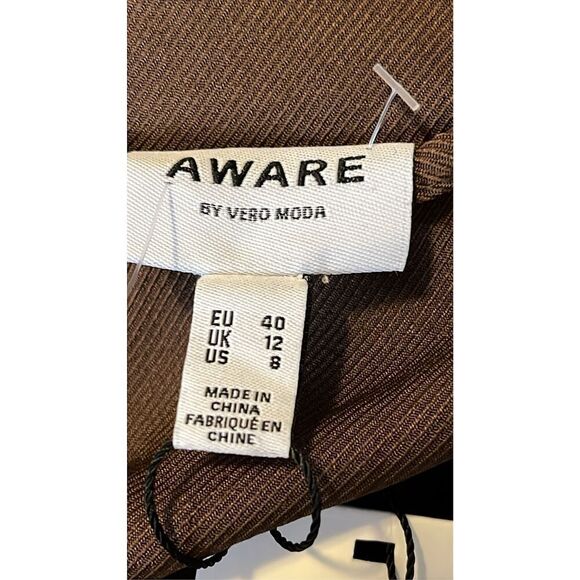 AWARE
BY VERO MODA
EU 40
UK 12
US 8
MADE IN
CHINA
FABRIQUÉ EN
CHINE